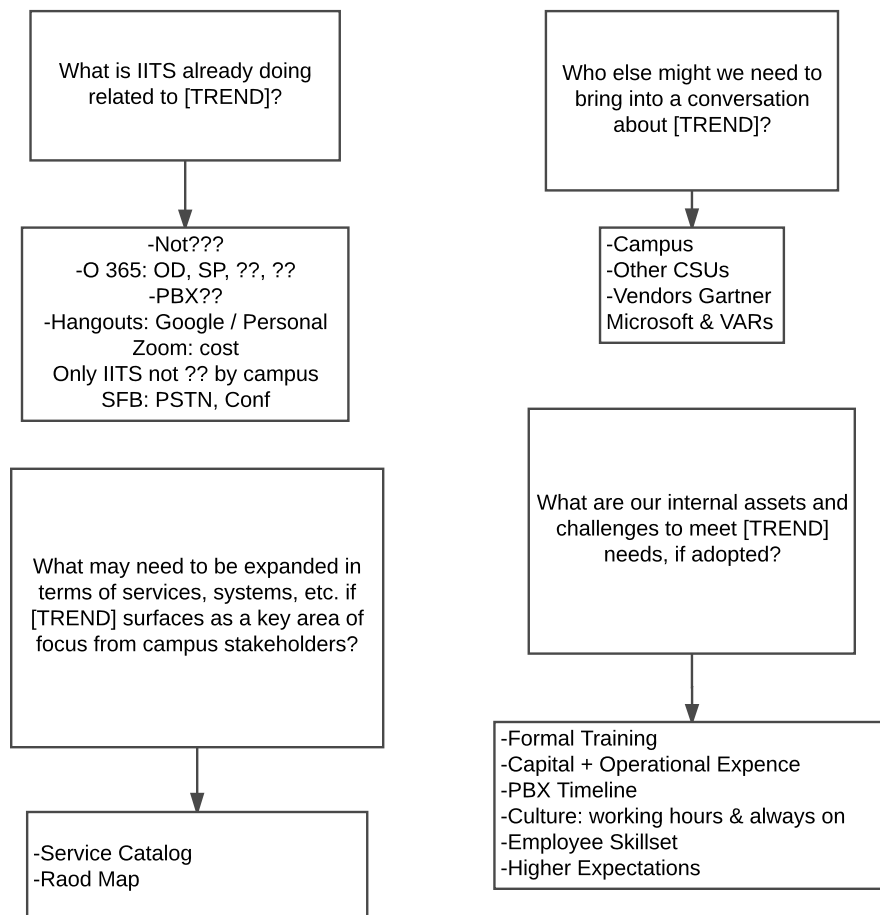 What is IITS already doing
related to [TREND]?
-Not???
-O 365: OD, SP, ??, ??
-PBX??
-Hangouts: Google / Personal
Zoom: cost
Only IITS not ?? by campus
SFB: PSTN, Conf
Who else might we need to
bring into a conversation
about [TREND]?
-Campus
-Other CSUs
-Vendors Gartner
Microsoft & VARs
What may need to be expanded in
terms of services, systems, etc. if
[TREND] surfaces as a key area of
focus from campus stakeholders?
-Service Catalog
-Raod Map
What are our internal assets and
challenges to meet [TREND]
needs, if adopted?
-Formal Training
-Capital + Operational Expence
-PBX Timeline
-Culture: working hours & always on
-Employee Skillset
-Higher Expectations